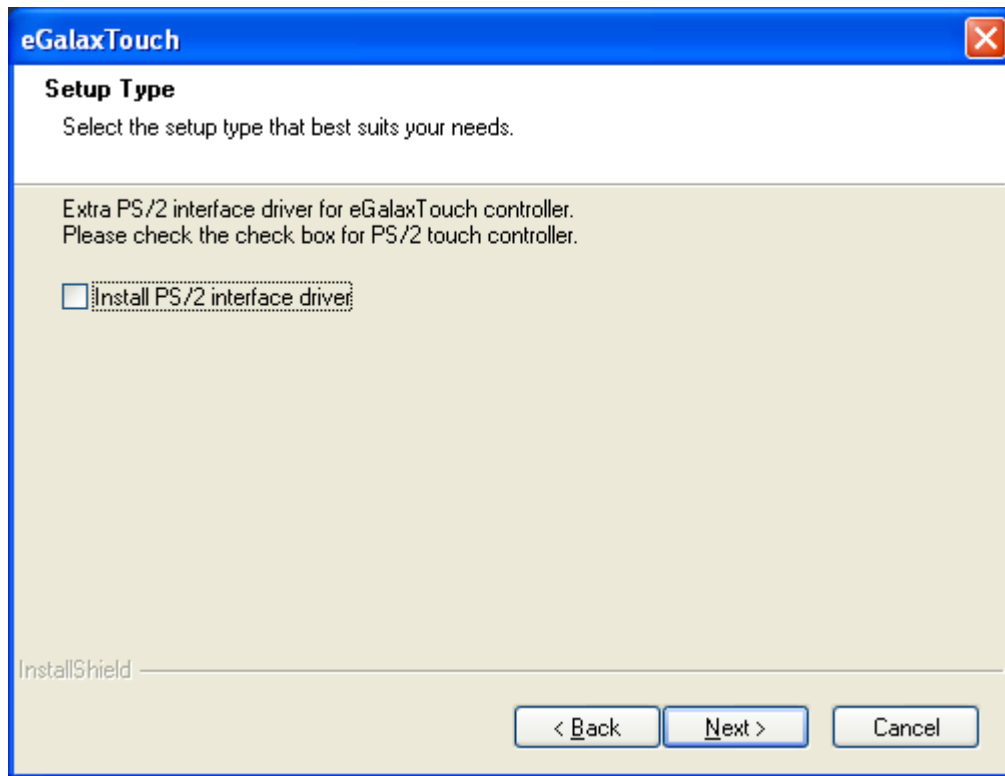 eGalaxTouch
Setup Type
Select the setup type that best suits your needs.
Extra PS/2 interface driver for eGalaxTouch controller.
Please check the check box for PS/2 touch controller.
Install PS/2 interface driver
InstallShield
< Back
Next >
Cancel